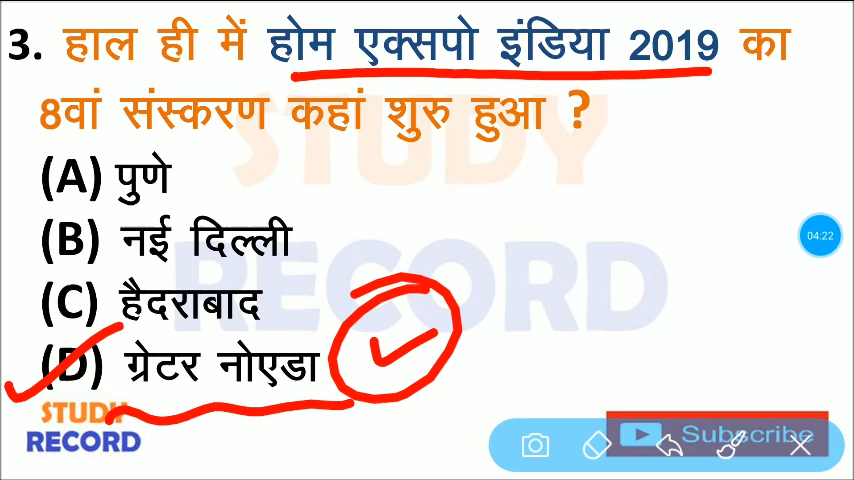 3. हाल ही में होम एक्सपो इंडिया 2019 का
8वां संस्करण कहां शुरु हुआ ?
(A) पुणे
(B) नई दिल्ली
(C) हैदराबाद
(D) ग्रेटर नोएडा
STUDY
RECORD
STUDY
RECORD
04:22
Subscribe